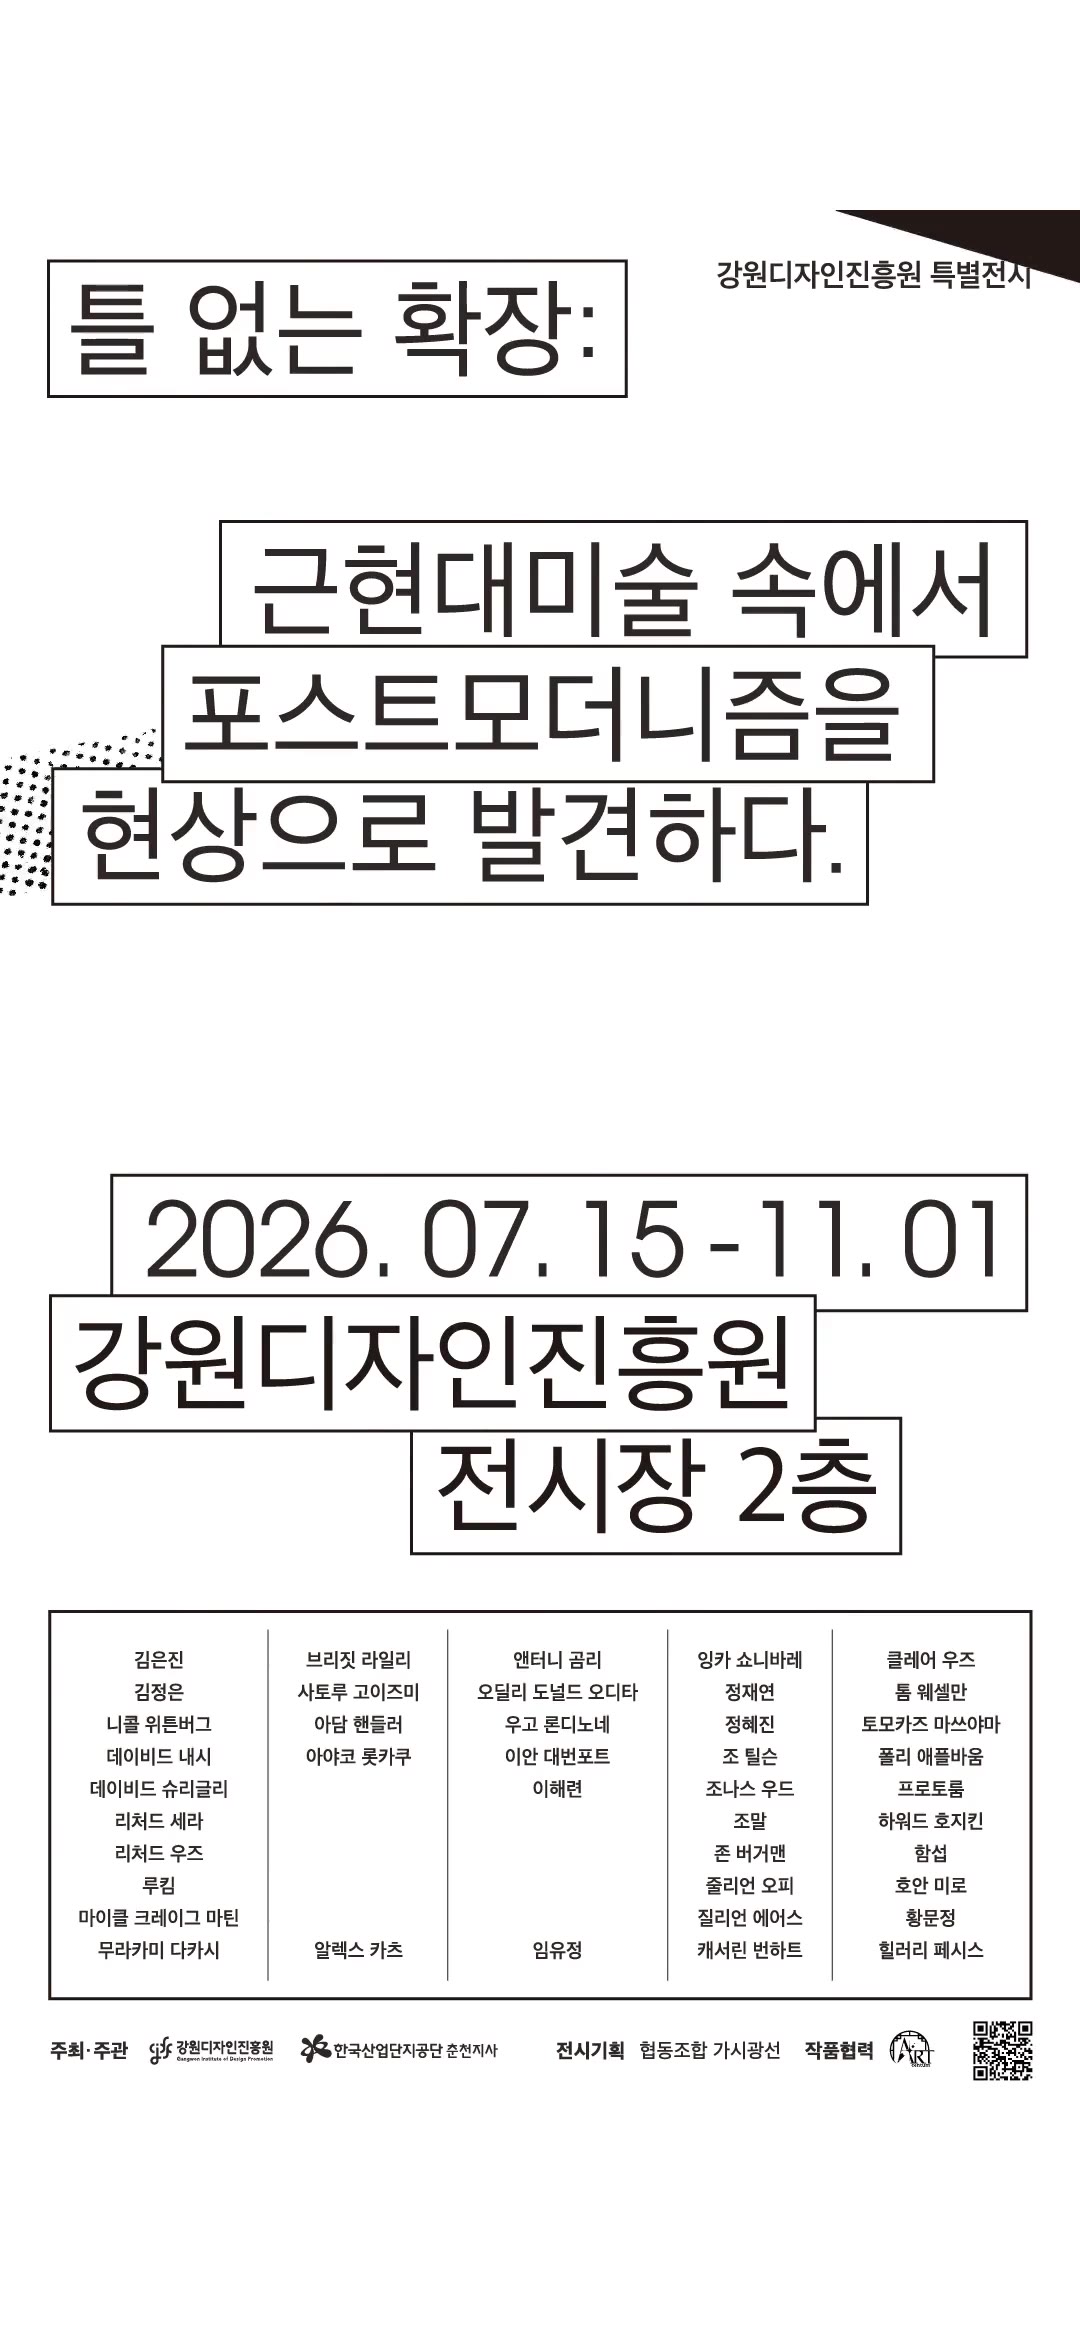 강원디자인진흥원 특별전시
틀 없는 확장:
근현대미술 속에서
포스트모더니즘을
현상으로 발견하다.
2026. 07. 15 - 11. 01
강원디자인진흥원
전시장 2층
김은진
김정은
니콜 위튼버그
데이비드 내시
데이비드 슈리글리
리처드 세라
리처드 우즈
루킴
마이클 크레이그 마틴
무라카미 다카시
브리짓 라일리
사토루 고이즈미
아담 핸들러
아야코 롯카쿠
알렉스 카츠
앤터니 곰리
오딜리 도널드 오디타
우고 론디노네
이안 대번포트
이해련
임유정
잉카 쇼니바레
정재연
정혜진
조 틸슨
조나스 우드
조말
존 버거맨
줄리언 오피
질리언 에어스
캐서린 번하트
클레어 우즈
톰 웨셀만
토모카즈 마쓰야마
폴리 애플바움
프로토룸
하워드 호지킨
함섭
호안 미로
황문정
힐러리 페시스
주최·주관 gidp 강원디자인진흥원 한국산업단지공단 춘천지사 전시기획 협동조합 가시광선 작품협력 ART
Gangwon Institute of Design Promotion